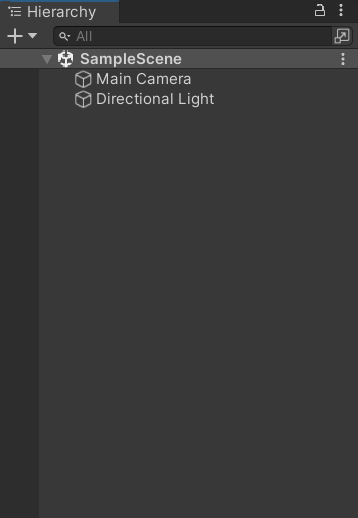 Hierarchy
All
SampleScene
Main Camera
Directional Light